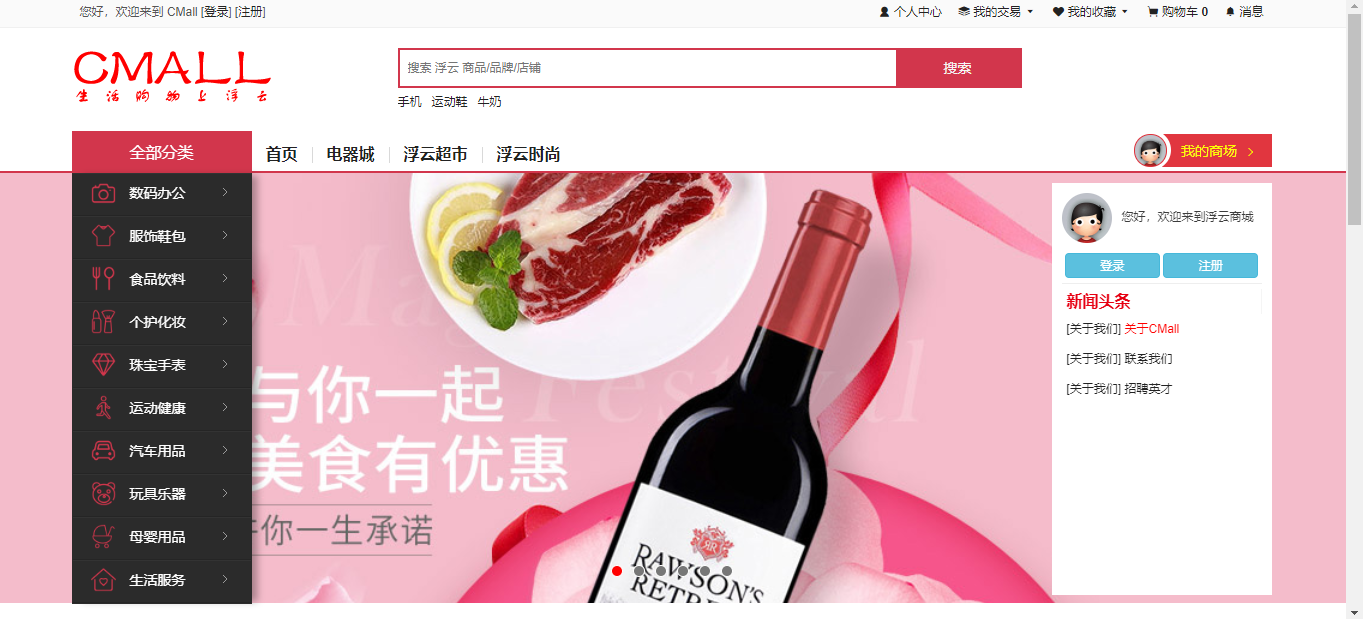 您好，欢迎来到 CMall [登录] [注册]
个人中心 我的交易 我的收藏 购物车 0 消息
CMALL
生活购物上浮云
搜索 浮云 商品/品牌/店铺
搜索
手机 运动鞋 牛奶
全部分类 首页 电器城 浮云超市 浮云时尚
我的商场 >
数码办公
服饰鞋包
食品饮料
个护化妆
珠宝手表
运动健康
汽车用品
玩具乐器
母婴用品
生活服务
与你一起
美食有优惠
你一生承诺
Festival
RAWSON'S
您好，欢迎来到浮云商城
登录 注册
新闻头条
[关于我们] 关于CMall
[关于我们] 联系我们
[关于我们] 招聘英才